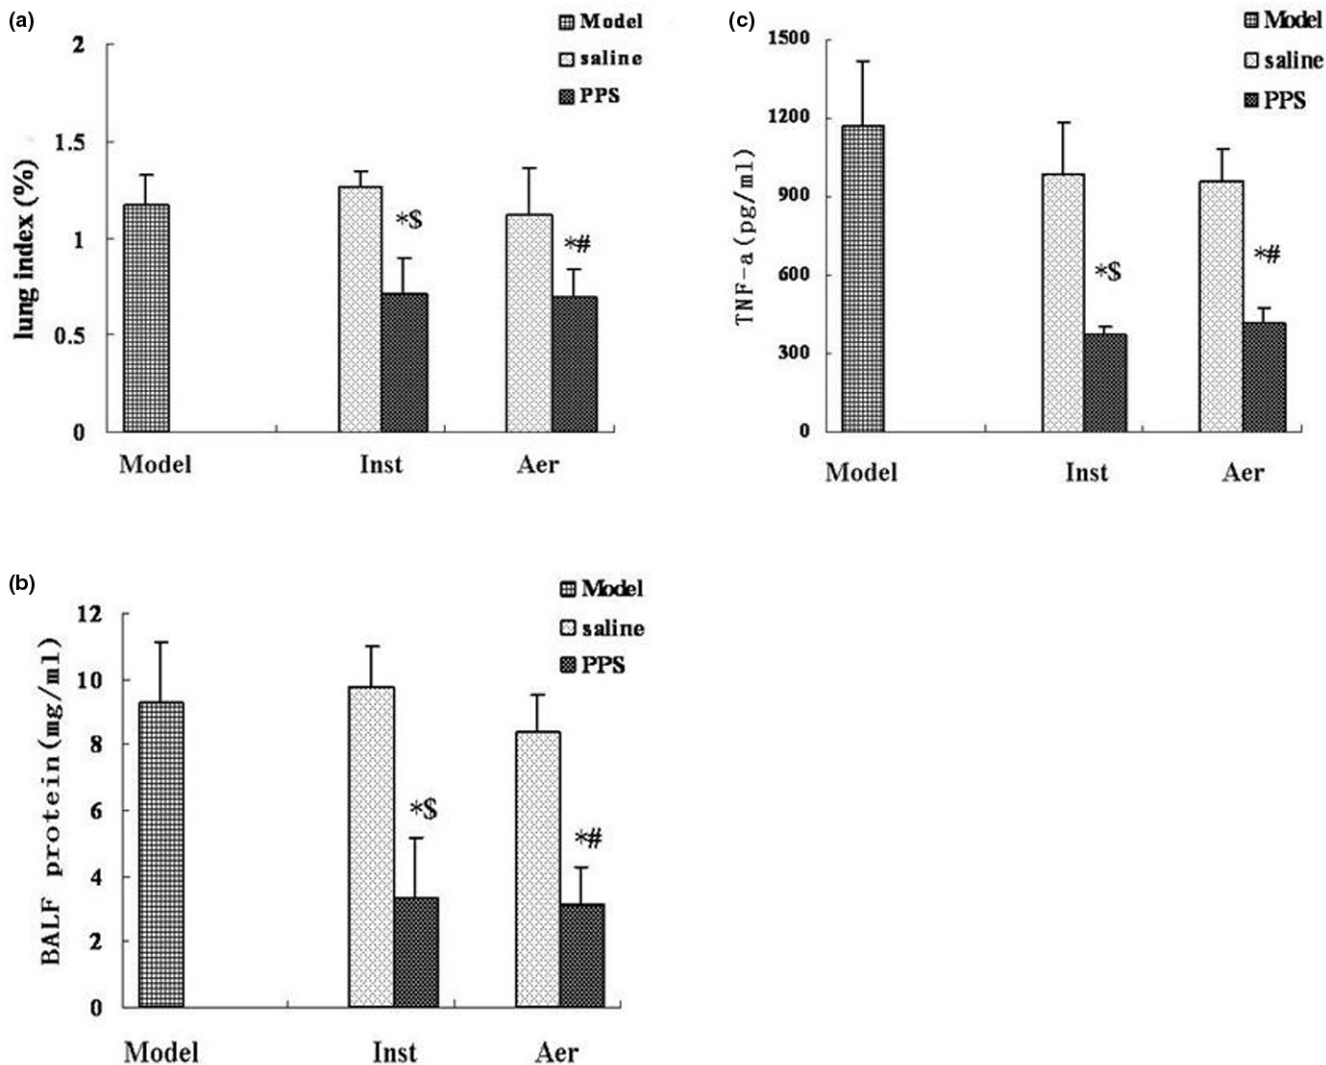 (a)
Model
saline
PPS
2
1.5
1
0.5
0
lung index (%)
*$
*#
Model Inst Aer
(c)
Model
saline
PPS
1500
1200
900
600
300
0
TNF-a(pg/ml)
*$
*#
Model Inst Aer
(b)
Model
saline
PPS
12
10
8
6
4
2
0
BALF protein(mg/ml)
*$
*#
Model Inst Aer